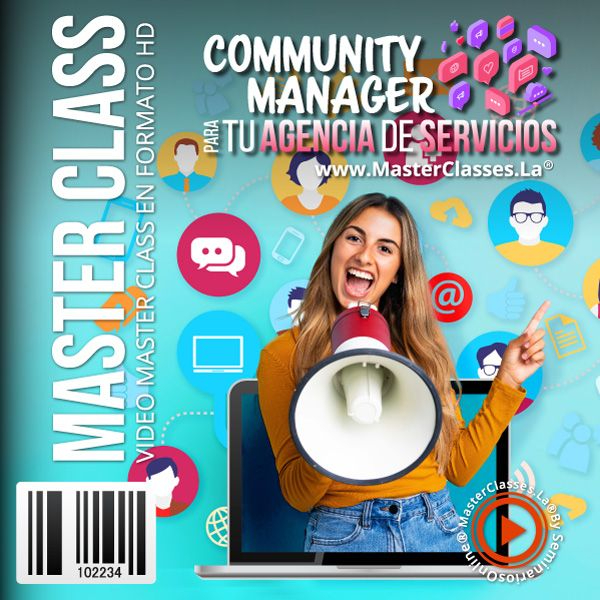 MASTER CLASS
VIDEO MASTER CLASS EN FORMATO HD
COMMUNITY
MANAGER
PARA TU AGENCIA DE SERVICIOS
www.MasterClasses.La®
@
MasterClasses.La® By SeminariosOnline®
102234